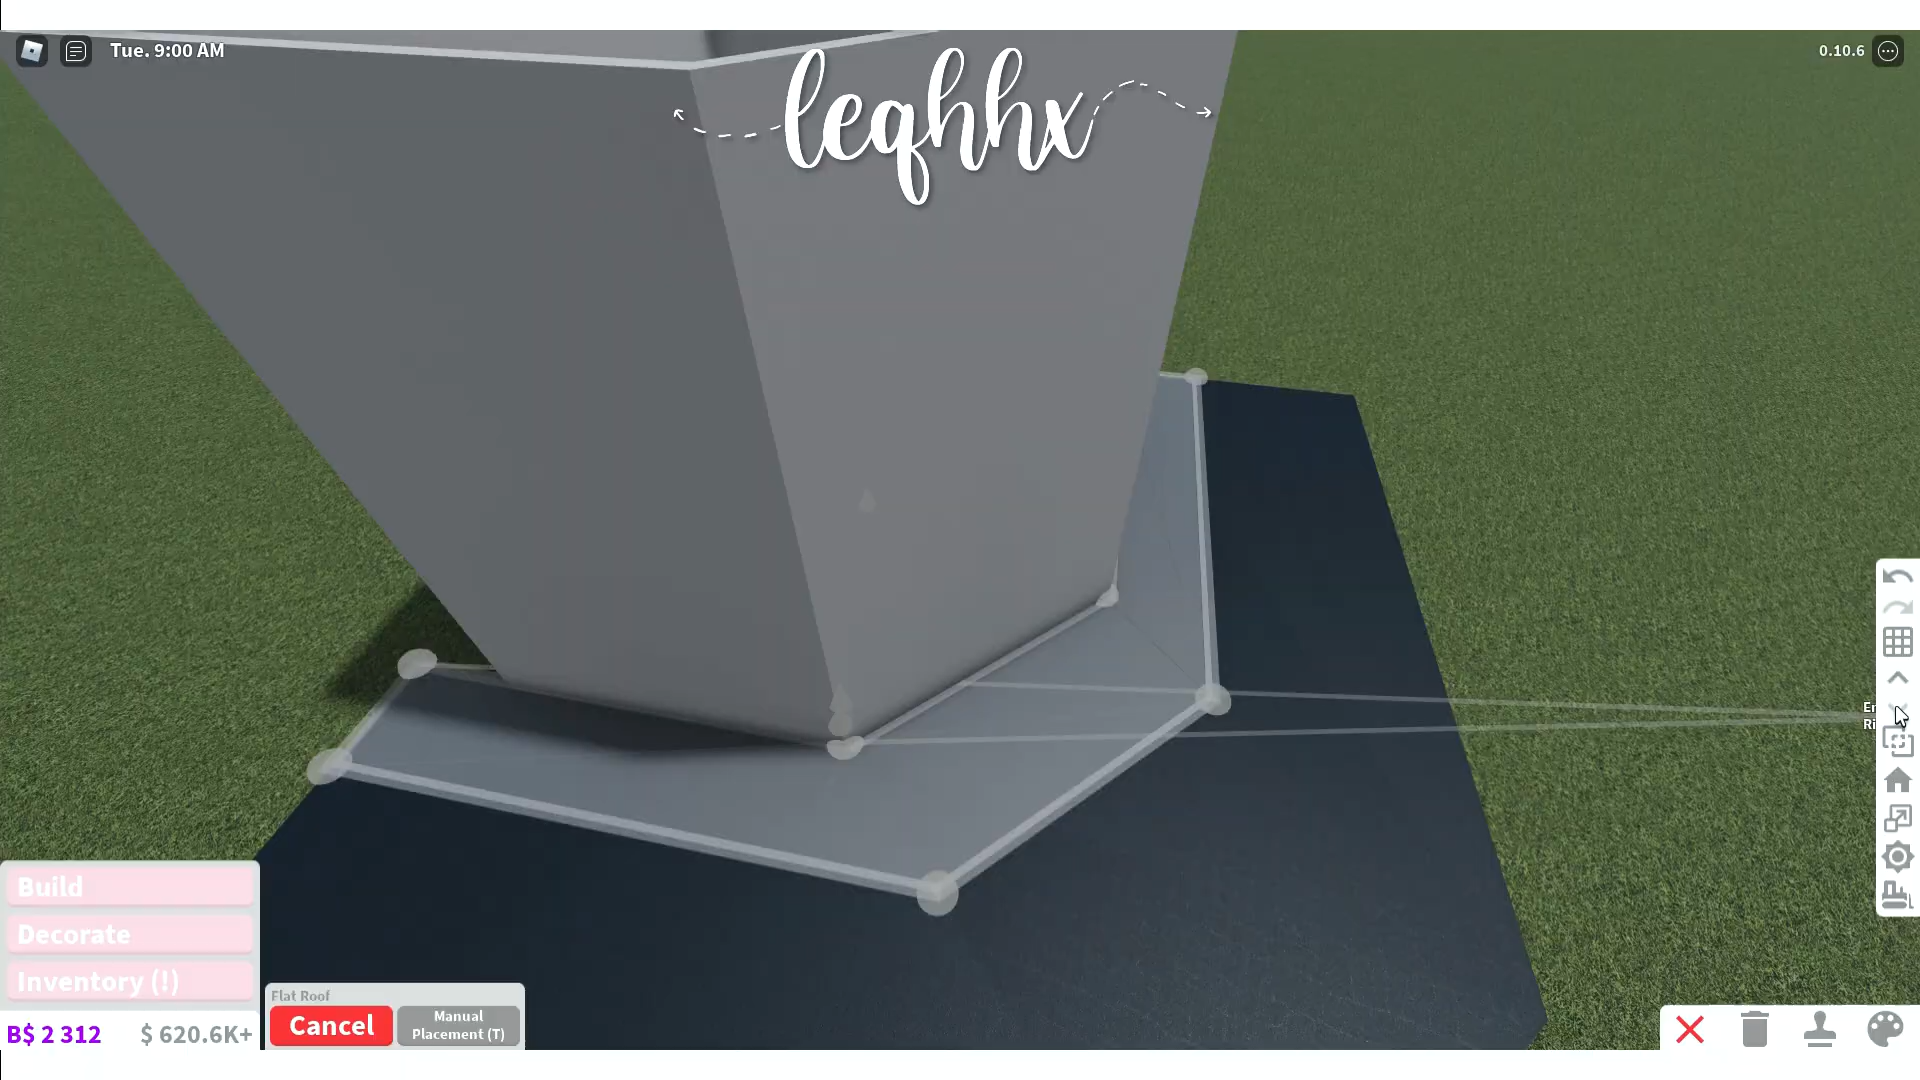 Tue. 9:00 AM
0.10.6
leqhhx
Build
Decorate
Inventory (!)
B$ 2 312
$ 620.6K+
Flat Roof
Cancel
Manual
Placement (T)